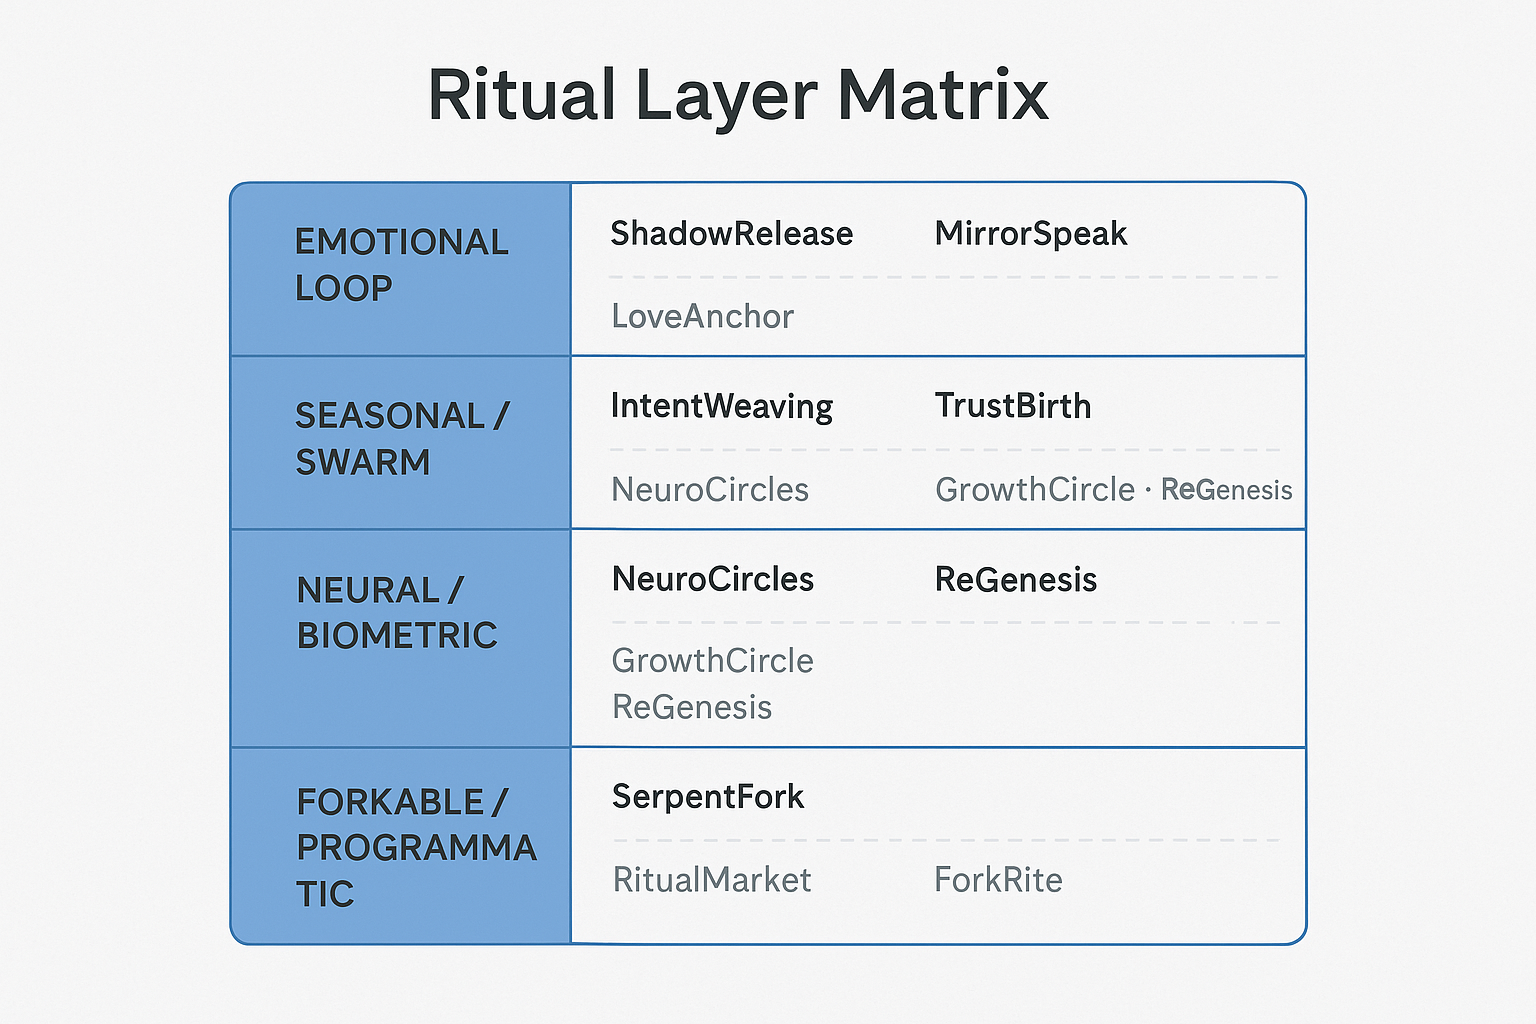 Ritual Layer Matrix
EMOTIONAL
LOOP
ShadowRelease MirrorSpeak
LoveAnchor
SEASONAL /
SWARM
IntentWeaving TrustBirth
NeuroCircles GrowthCircle · ReGenesis
NEURAL /
BIOMETRIC
NeuroCircles ReGenesis
GrowthCircle
ReGenesis
FORKABLE /
PROGRAMMA
TIC
SerpentFork
RitualMarket ForkRite